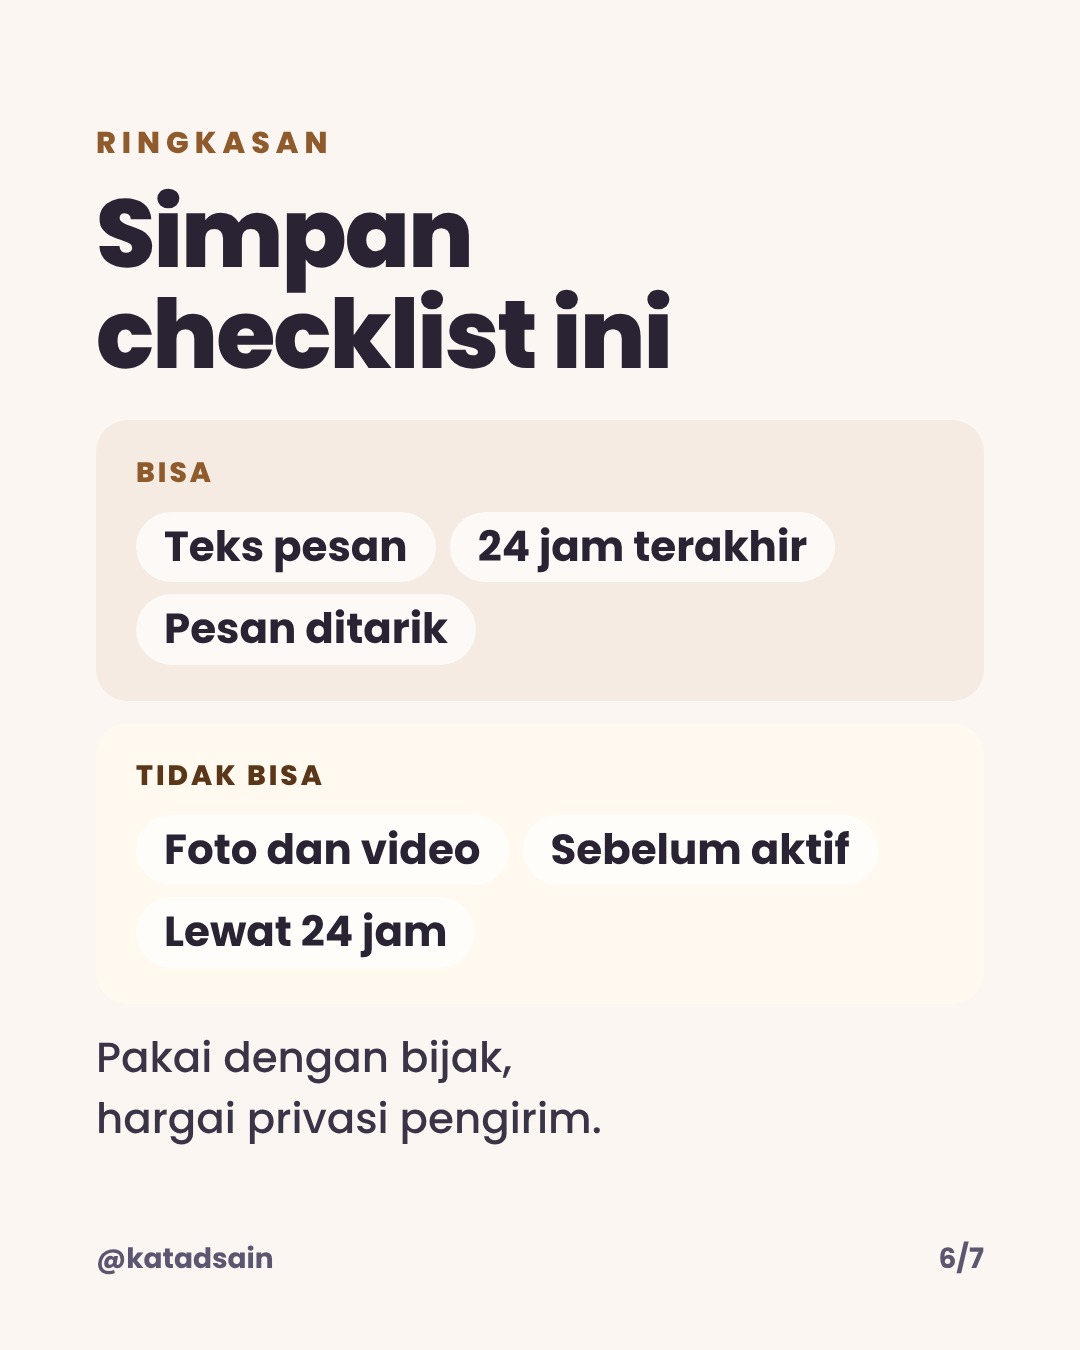 RINGKASAN
Simpan
checklist ini
BISA
Teks pesan 24 jam terakhir
Pesan ditarik
TIDAK BISA
Foto dan video Sebelum aktif
Lewat 24 jam
Pakai dengan bijak,
hargai privasi pengirim.
@katadsain 6/7